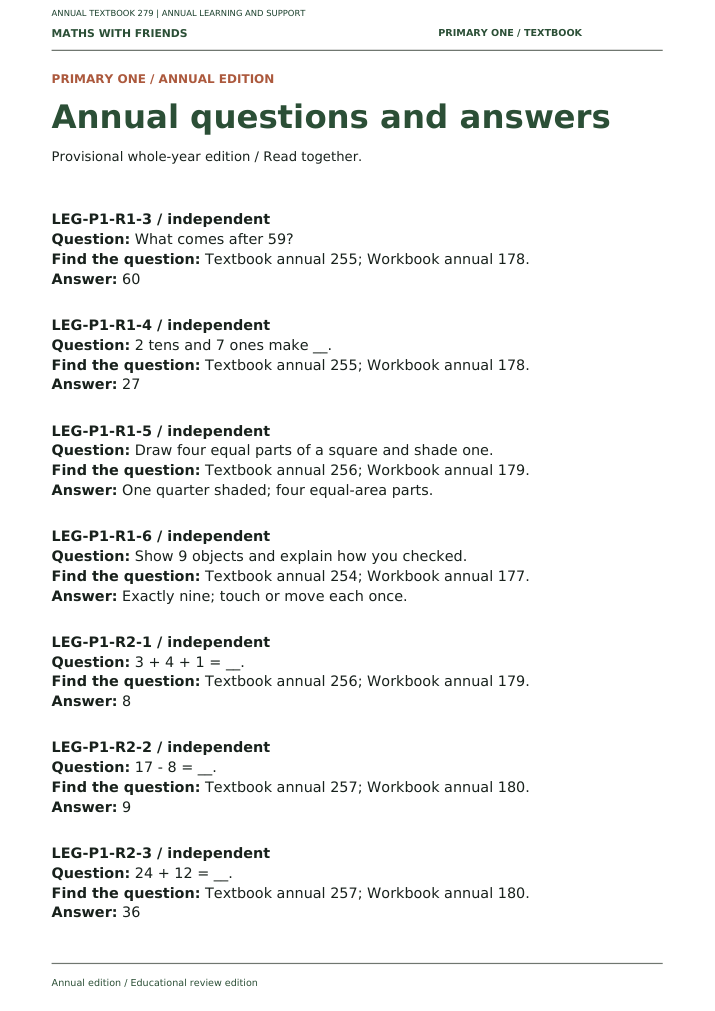 ANNUAL TEXTBOOK 279 | ANNUAL LEARNING AND SUPPORT
MATHS WITH FRIENDS
PRIMARY ONE / TEXTBOOK
PRIMARY ONE / ANNUAL EDITION
Annual questions and answers
Provisional whole-year edition / Read together.
LEG-P1-R1-3 / independent
Question: What comes after 59?
Find the question: Textbook annual 255; Workbook annual 178.
Answer: 60
LEG-P1-R1-4 / independent
Question: 2 tens and 7 ones make __.
Find the question: Textbook annual 255; Workbook annual 178.
Answer: 27
LEG-P1-R1-5 / independent
Question: Draw four equal parts of a square and shade one.
Find the question: Textbook annual 256; Workbook annual 179.
Answer: One quarter shaded; four equal-area parts.
LEG-P1-R1-6 / independent
Question: Show 9 objects and explain how you checked.
Find the question: Textbook annual 254; Workbook annual 177.
Answer: Exactly nine; touch or move each once.
LEG-P1-R2-1 / independent
Question: 3 + 4 + 1 = __.
Find the question: Textbook annual 256; Workbook annual 179.
Answer: 8
LEG-P1-R2-2 / independent
Question: 17 - 8 = __.
Find the question: Textbook annual 257; Workbook annual 180.
Answer: 9
LEG-P1-R2-3 / independent
Question: 24 + 12 = __.
Find the question: Textbook annual 257; Workbook annual 180.
Answer: 36
Annual edition / Educational review edition